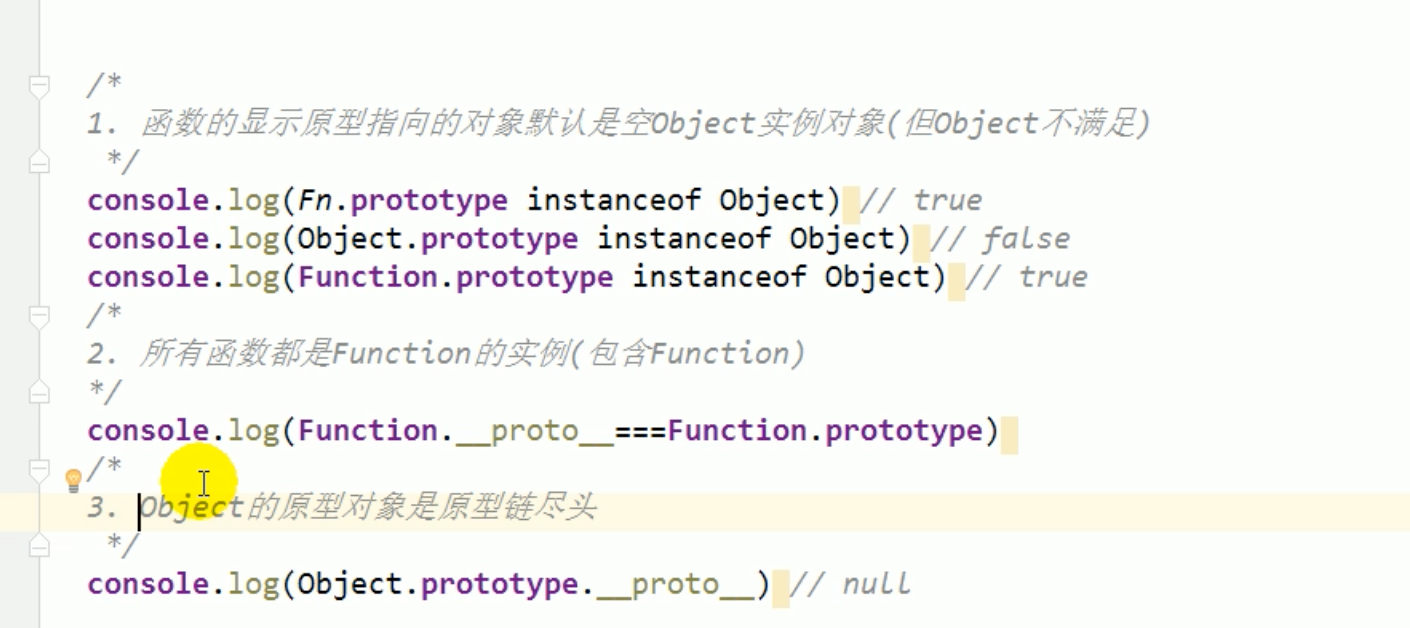 /*
1. 函数的显示原型指向的对象默认是空Object实例对象(但Object不满足)
*/
console.log(Fn.prototype instanceof Object) // true
console.log(Object.prototype instanceof Object) // false
console.log(Function.prototype instanceof Object) // true
/*
2. 所有函数都是Function的实例(包含Function)
*/
console.log(Function.__proto__===Function.prototype)
/*
3. Object的原型对象是原型链尽头
*/
console.log(Object.prototype.__proto__) // null